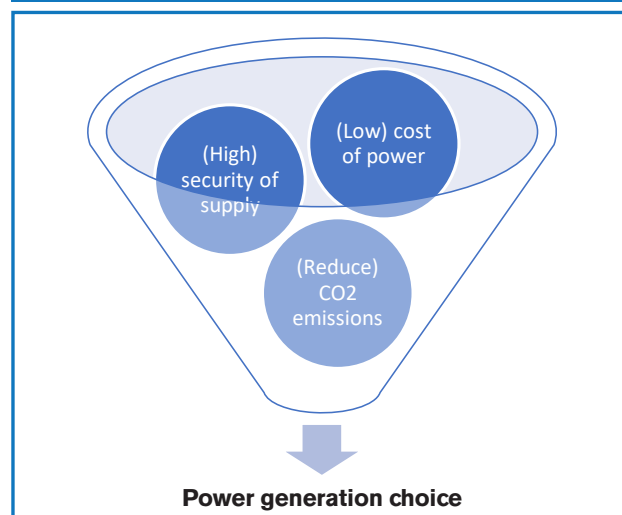 (High)
security of
supply
(Low) cost
of power
(Reduce)
CO2
emissions
Power generation choice